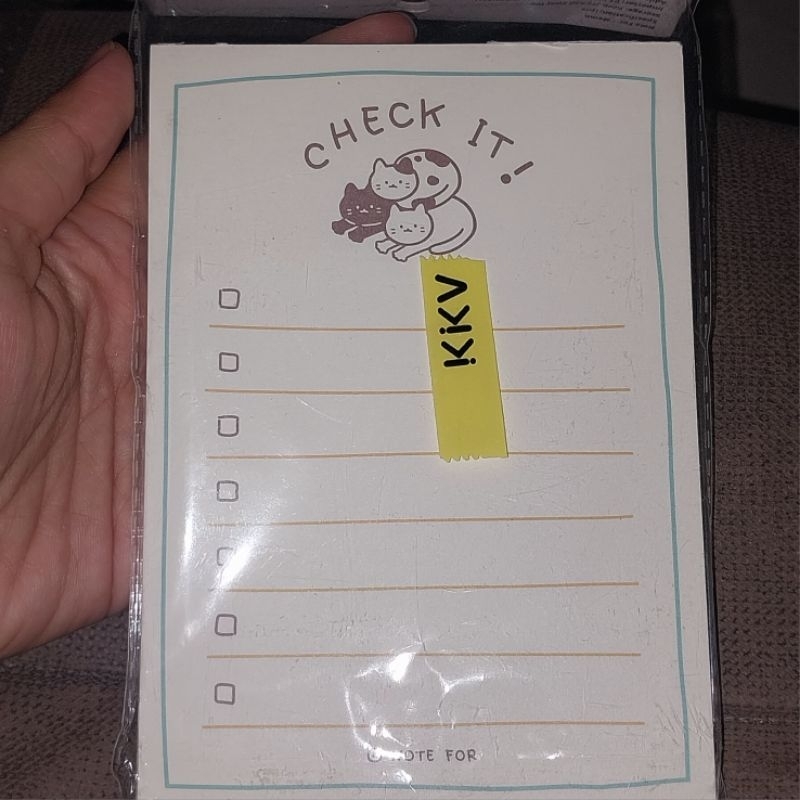 CHECK IT!
KKV
NOTE FOR